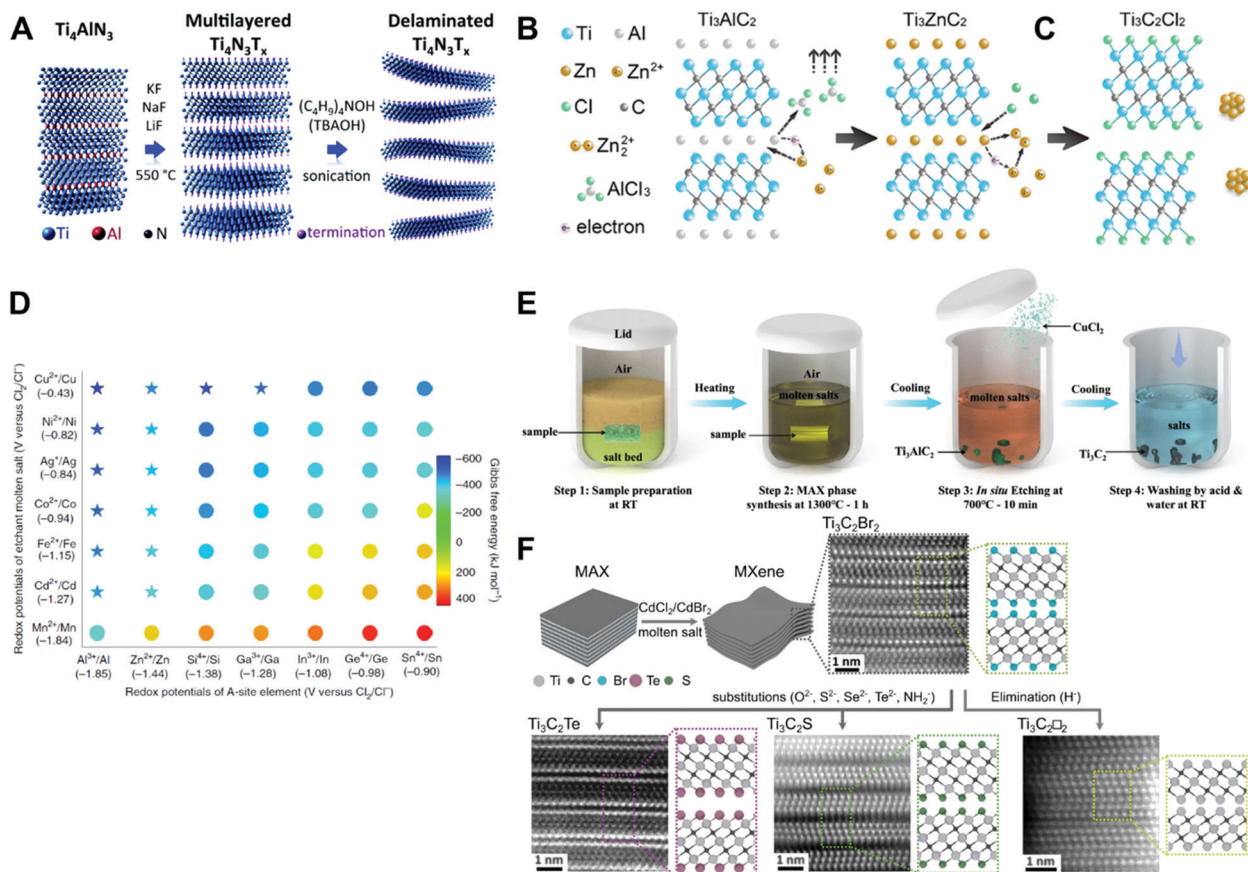 A
Ti₄AlN₃
Multilayered
Ti₄N₃Tₓ
Delaminated
Ti₄N₃Tₓ
KF
NaF
LiF
550 °C
(C₄H₉)₄NOH
(TBAOH)
sonication
Ti
Al
N
termination
B
Ti
Al
Zn
Zn²⁺
Cl
C
Zn₂²⁺
AlCl₃
electron
Ti₃AlC₂
Ti₃ZnC₂
C
Ti₃C₂Cl₂
D
Redox potentials of etchant molten salt (V versus Cl₂/Cl⁻)
Cu²⁺/Cu
(−0.43)
Ni²⁺/Ni
(−0.82)
Ag⁺/Ag
(−0.84)
Co²⁺/Co
(−0.94)
Fe²⁺/Fe
(−1.15)
Cd²⁺/Cd
(−1.27)
Mn²⁺/Mn
(−1.84)
Al³⁺/Al Zn²⁺/Zn Si⁴⁺/Si Ga³⁺/Ga In³⁺/In Ge⁴⁺/Ge Sn⁴⁺/Sn
(−1.85) (−1.44) (−1.38) (−1.28) (−1.08) (−0.98) (−0.90)
Redox potentials of A-site element (V versus Cl₂/Cl⁻)
−600
−400
−200
0
200
400
Gibbs free energy (kJ mol⁻¹)
E
Lid
Air
sample
salt bed
Step 1: Sample preparation
at RT
Heating
Air
molten salts
sample
Step 2: MAX phase
synthesis at 1300°C - 1 h
Cooling
CuCl₂
molten salts
Ti₃AlC₂
Step 3: In situ Etching at
700°C - 10 min
Cooling
salts
Ti₃C₂
Step 4: Washing by acid &
water at RT
F
MAX
CdCl₂/CdBr₂
molten salt
MXene
Ti₃C₂Br₂
1 nm
Ti C Br Te S
substitutions (O²⁻, S²⁻, Se²⁻, Te²⁻, NH₂⁻)
Elimination (H⁻)
Ti₃C₂Te
1 nm
Ti₃C₂S
1 nm
Ti₃C₂□₂
1 nm